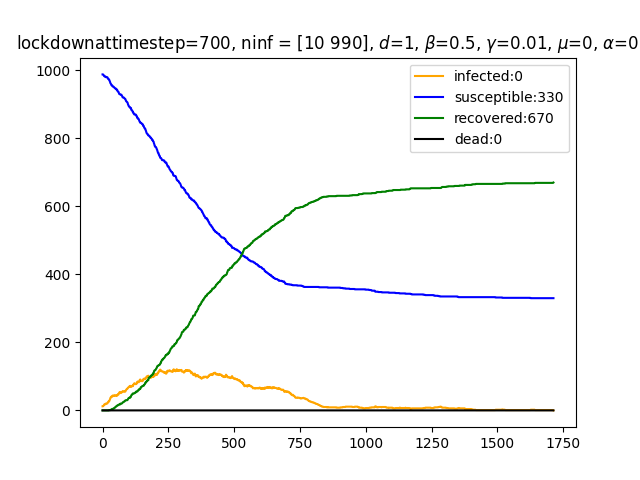 lockdownattimestep=700, ninf = [10 990], d=1, β=0.5, γ=0.01, μ=0, α=0
infected:0
susceptible:330
recovered:670
dead:0
1000
800
600
400
200
0
0 250 500 750 1000 1250 1500 1750